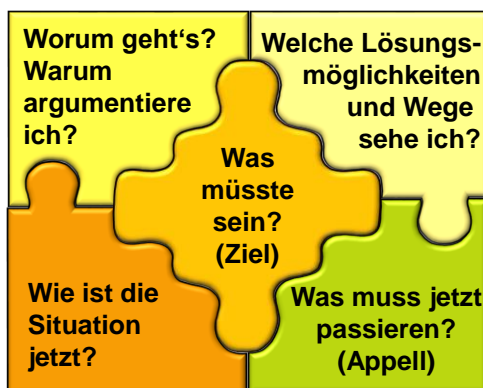 Worum geht's?
Warum
argumentiere
ich?
Welche Lösungs-
möglichkeiten
und Wege
sehe ich?
Was
müsste
sein?
(Ziel)
Wie ist die
Situation
jetzt?
Was muss jetzt
passieren?
(Appell)